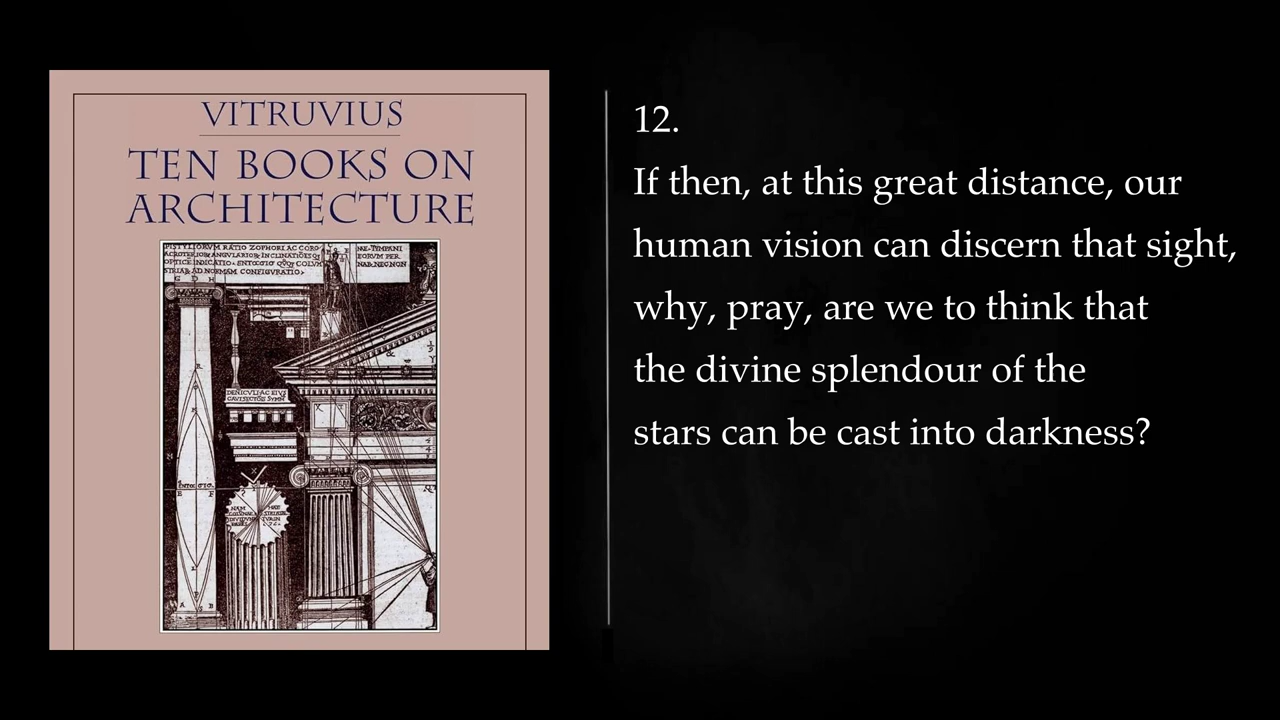 VITRUVIUS
TEN BOOKS ON
ARCHITECTURE
12.
If then, at this great distance, our
human vision can discern that sight,
why, pray, are we to think that
the divine splendour of the
stars can be cast into darkness?